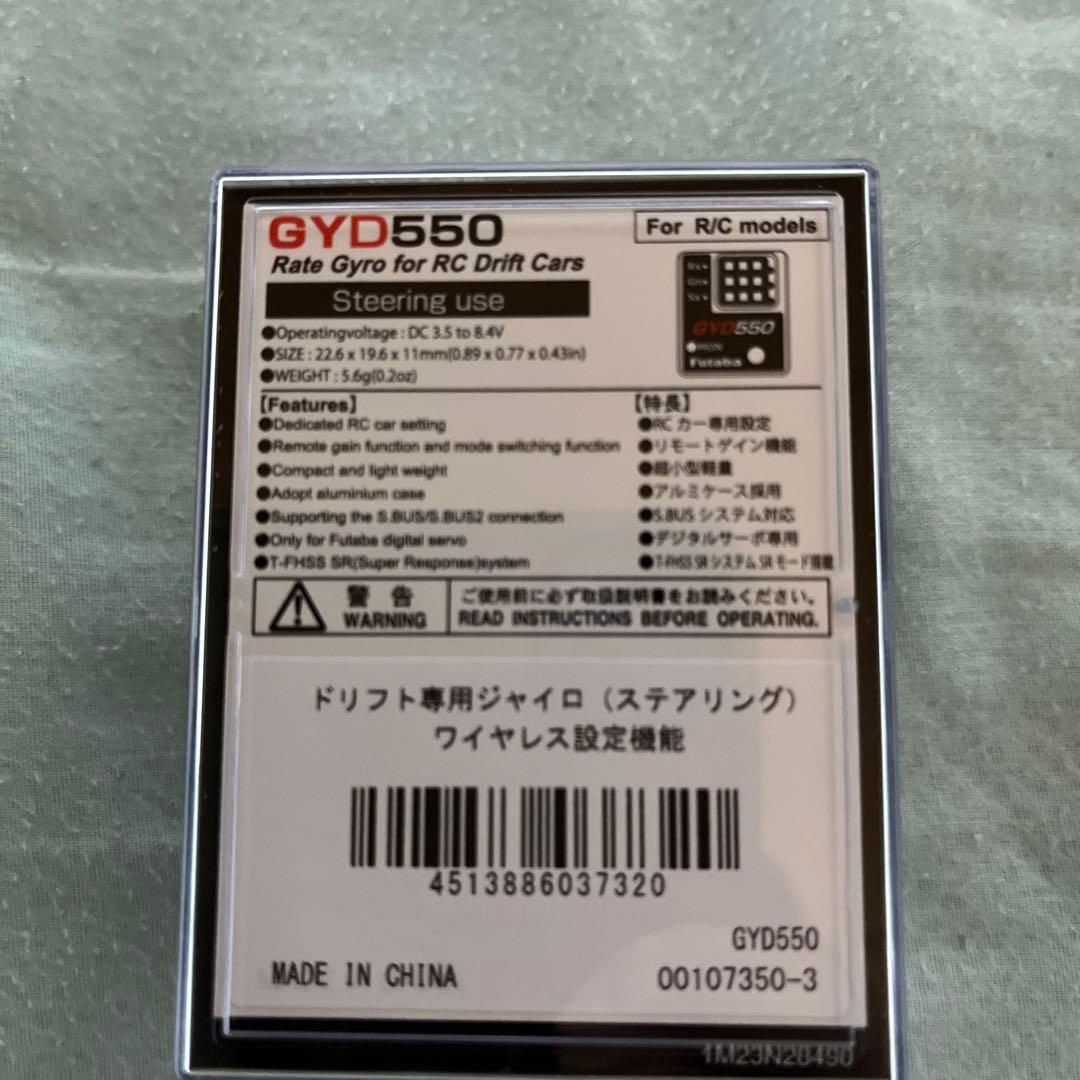 GYD550
For R/C models
Rate Gyro for RC Drift Cars
Steering use
●Operatingvoltage : DC 3.5 to 8.4V
●SIZE : 22.6 x 19.6 x 11mm(0.89 x 0.77 x 0.43in)
●WEIGHT : 5.6g(0.2oz)
GYD550
MON
Futaba
【Features】
●Dedicated RC car setting
●Remote gain function and mode switching function
●Compact and light weight
●Adopt aluminium case
●Supporting the S.BUS/S.BUS2 connection
●Only for Futaba digital servo
●T-FHSS SR(Super Response)system
【特長】
●RCカー専用設定
●リモートゲイン機能
●超小型軽量
●アルミケース採用
●S.BUS システム対応
●デジタルサーボ専用
●T-FHSS SR システム SR モード搭載
警告
WARNING
ご使用前に必ず取扱説明書をお読みください。
READ INSTRUCTIONS BEFORE OPERATING.
ドリフト専用ジャイロ（ステアリング）
ワイヤレス設定機能
4513886037320
GYD550
MADE IN CHINA
00107350-3
1M23N20490